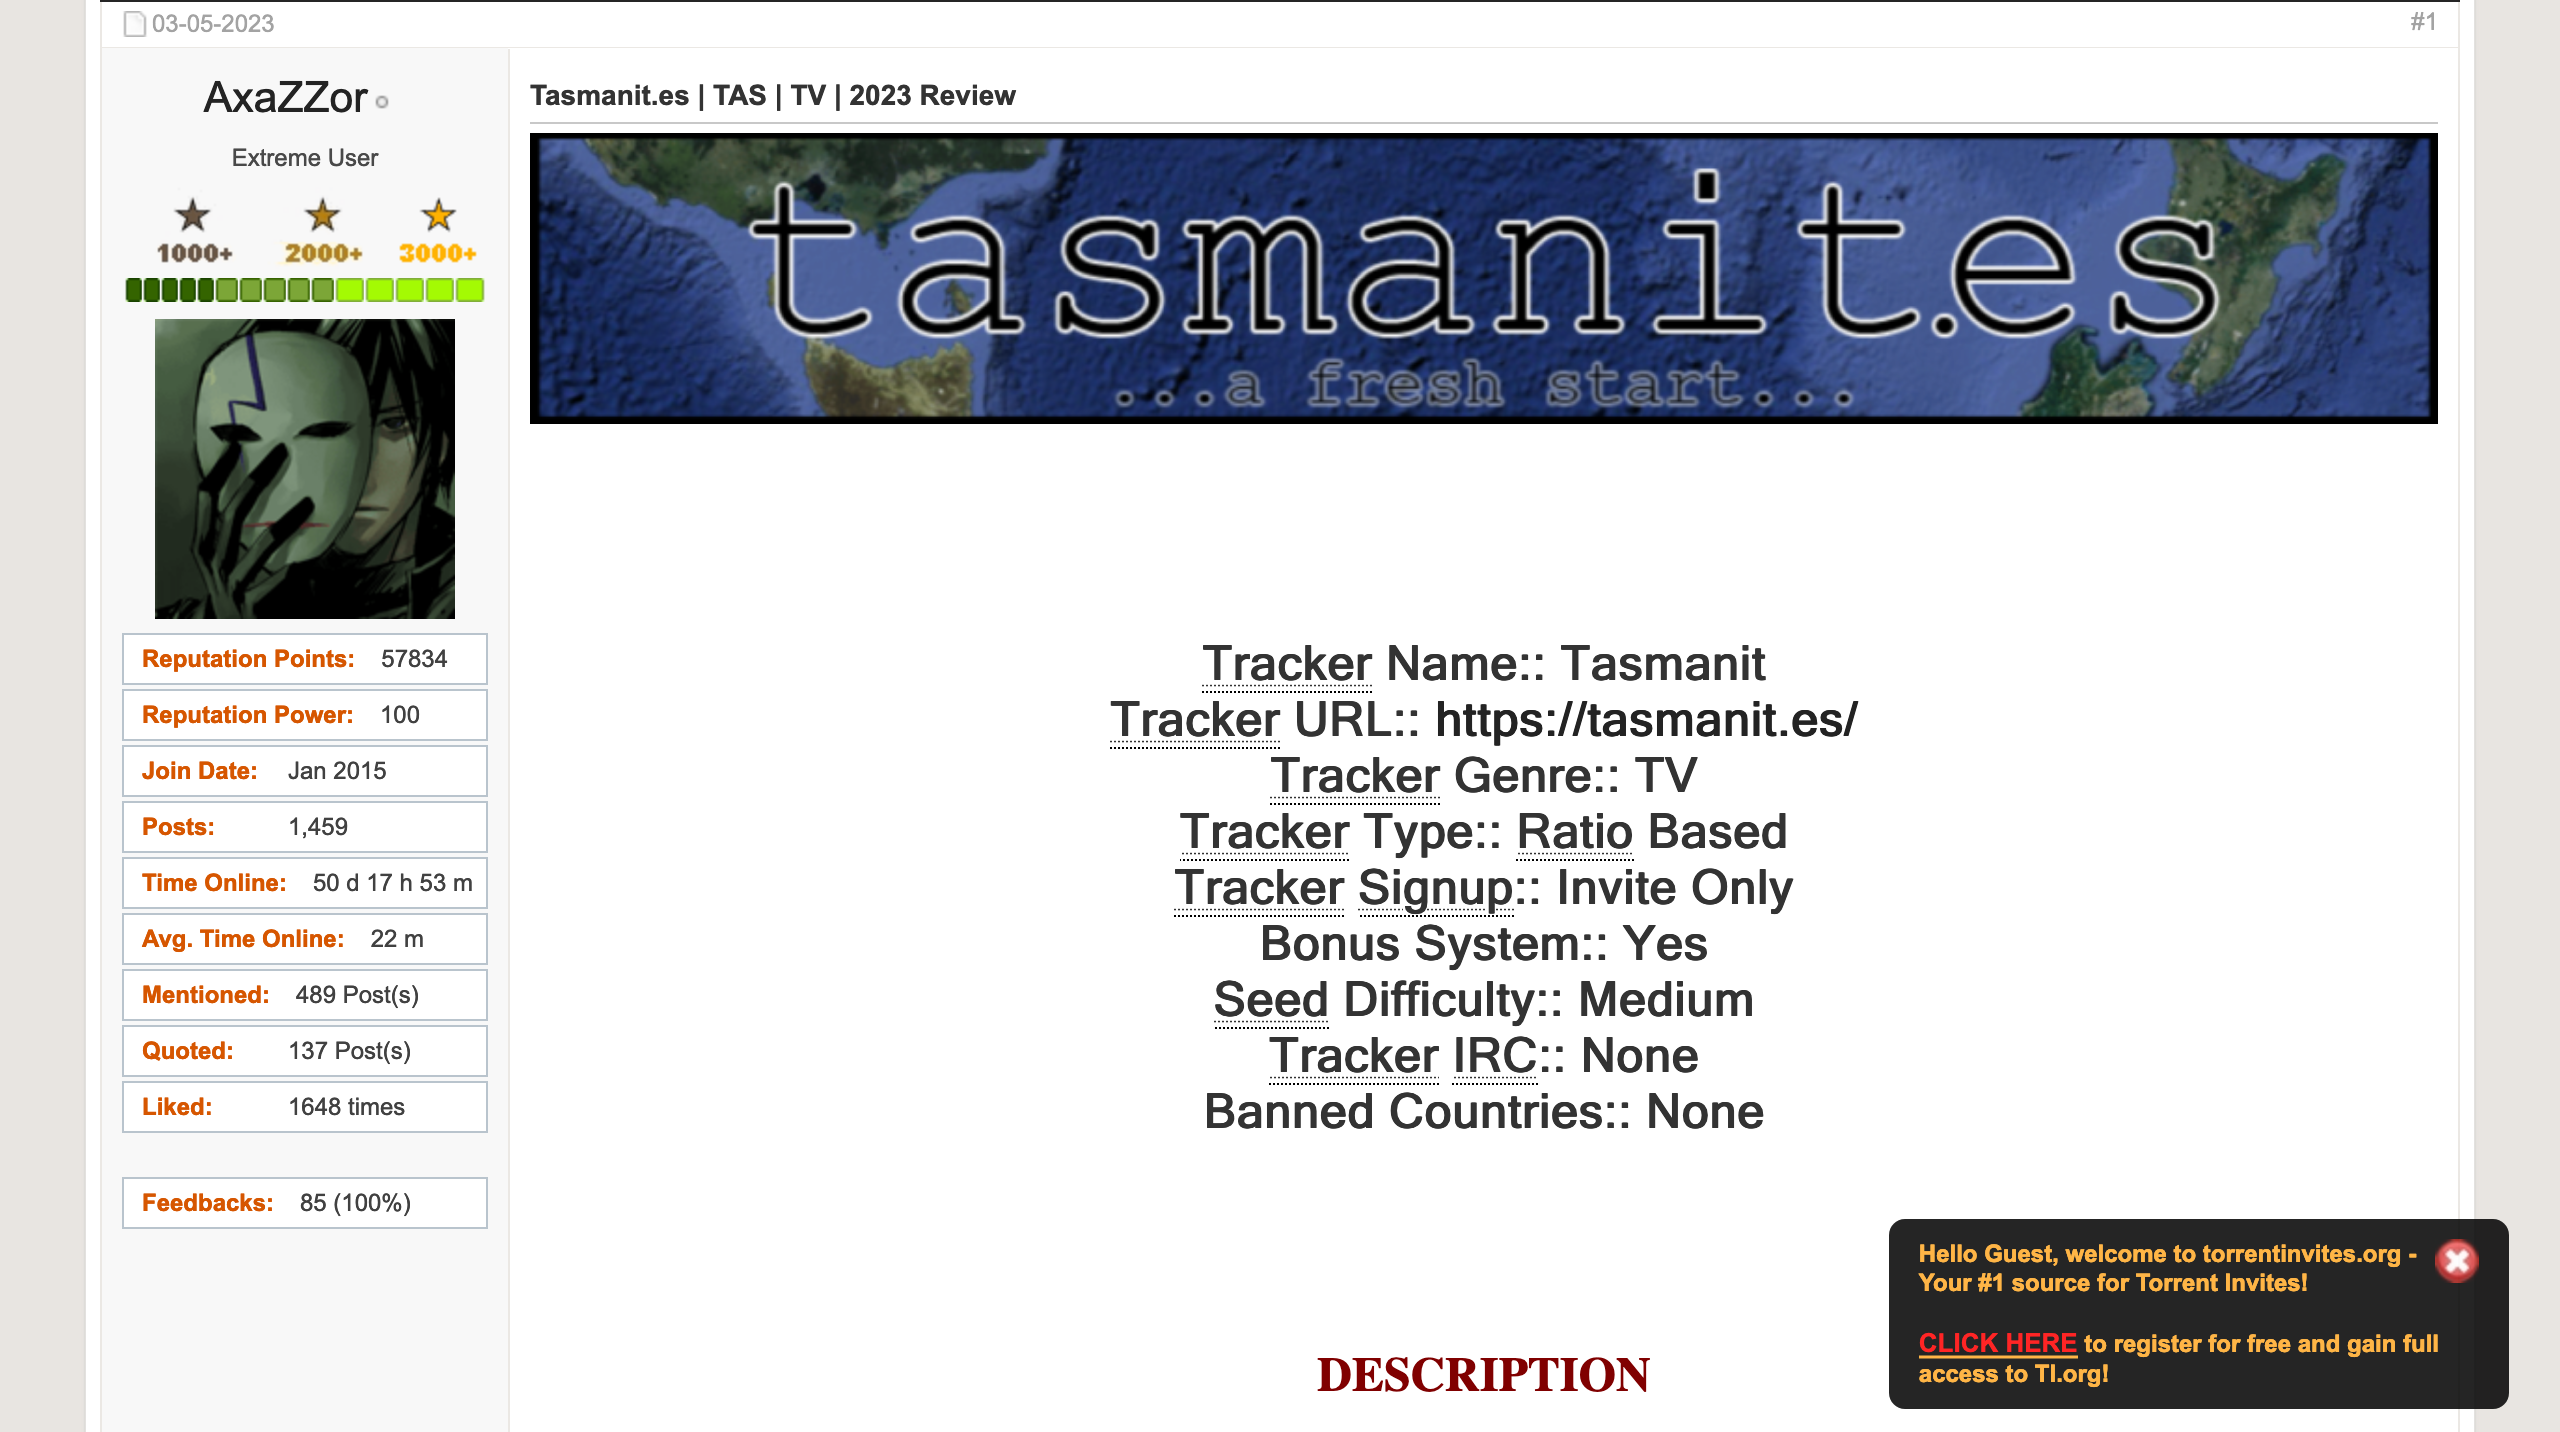 03-05-2023
#1
AxaZZor
Extreme User
1000+ 2000+ 3000+
Reputation Points: 57834
Reputation Power: 100
Join Date: Jan 2015
Posts: 1,459
Time Online: 50 d 17 h 53 m
Avg. Time Online: 22 m
Mentioned: 489 Post(s)
Quoted: 137 Post(s)
Liked: 1648 times
Feedbacks: 85 (100%)
Tasmanit.es | TAS | TV | 2023 Review
tasmanit.es
...a fresh start...
Tracker Name:: Tasmanit
Tracker URL:: https://tasmanit.es/
Tracker Genre:: TV
Tracker Type:: Ratio Based
Tracker Signup:: Invite Only
Bonus System:: Yes
Seed Difficulty:: Medium
Tracker IRC:: None
Banned Countries:: None
DESCRIPTION
Hello Guest, welcome to torrentinvites.org -
Your #1 source for Torrent Invites!
CLICK HERE to register for free and gain full
access to TI.org!